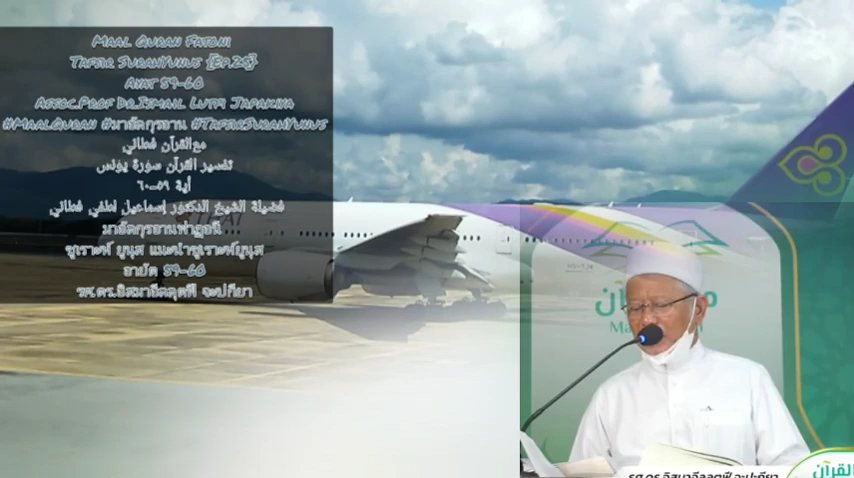 Maal Quran Fatoni
Tafsir SurahYunus {Ep.28}
Ayat 59-60
Assoc.Prof Dr.Ismail Lutfi Japakiya
#MaalQuran #มาอัลกุรอาน #TafsirSurahYunus
مع القرآن فطاني
تفسير القرآن سورة يونس
آية ٥٩-٦٠
فضيلة الشيخ الدكتور إسماعيل لطفي فطاني
มาอัลกุรอานฟาฏอนี
ซูเราะห์ ยูนุส แนะนำซูเราะห์ยูนุส
อายัต 59-60
รศ.ดร.อิสมาอีลลุตฟี จะปกียา
THAI
القرآن
รศ.ดร.อิสมาอีลลุตฟี จะปะกียา